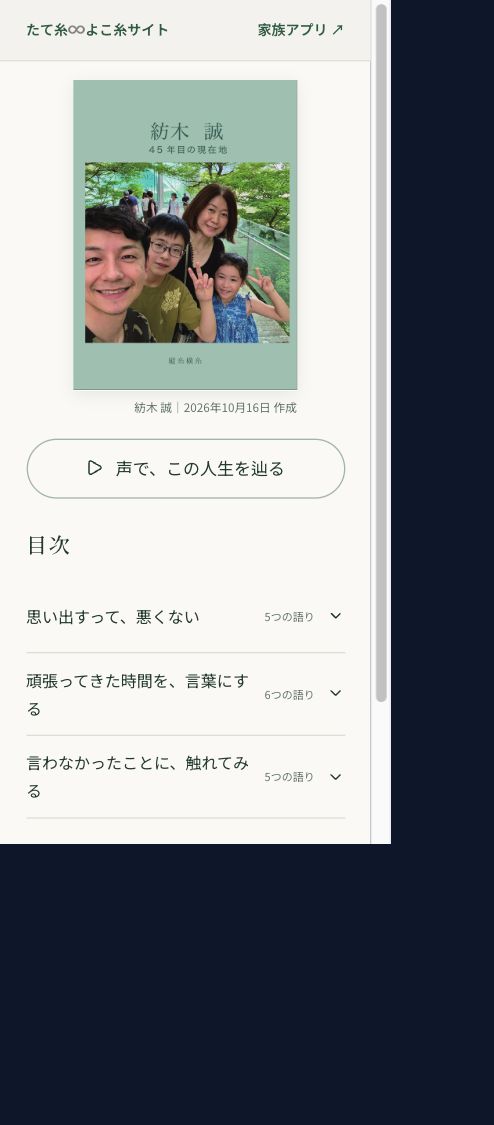 たて糸∞よこ糸サイト
家族アプリ ↗
紡木 誠
45年目の現在地
縦糸横糸
紡木 誠｜2026年10月16日 作成
声で、この人生を辿る
目次
思い出すって、悪くない
5つの語り
頑張ってきた時間を、言葉にす
る
6つの語り
言わなかったことに、触れてみ
る
5つの語り